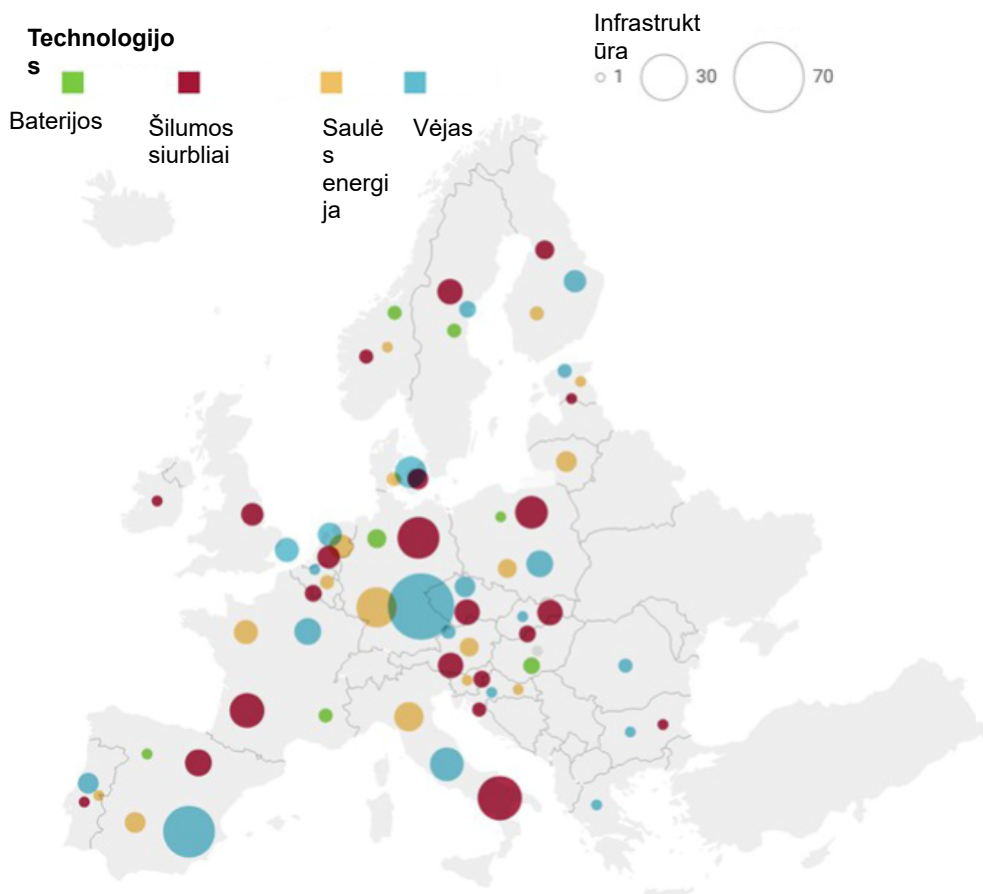 Technologijo
s
Baterijos
Šilumos
siurbliai
Saulė
s
energi
ja
Vėjas
Infrastrukt
ūra
1
30
70